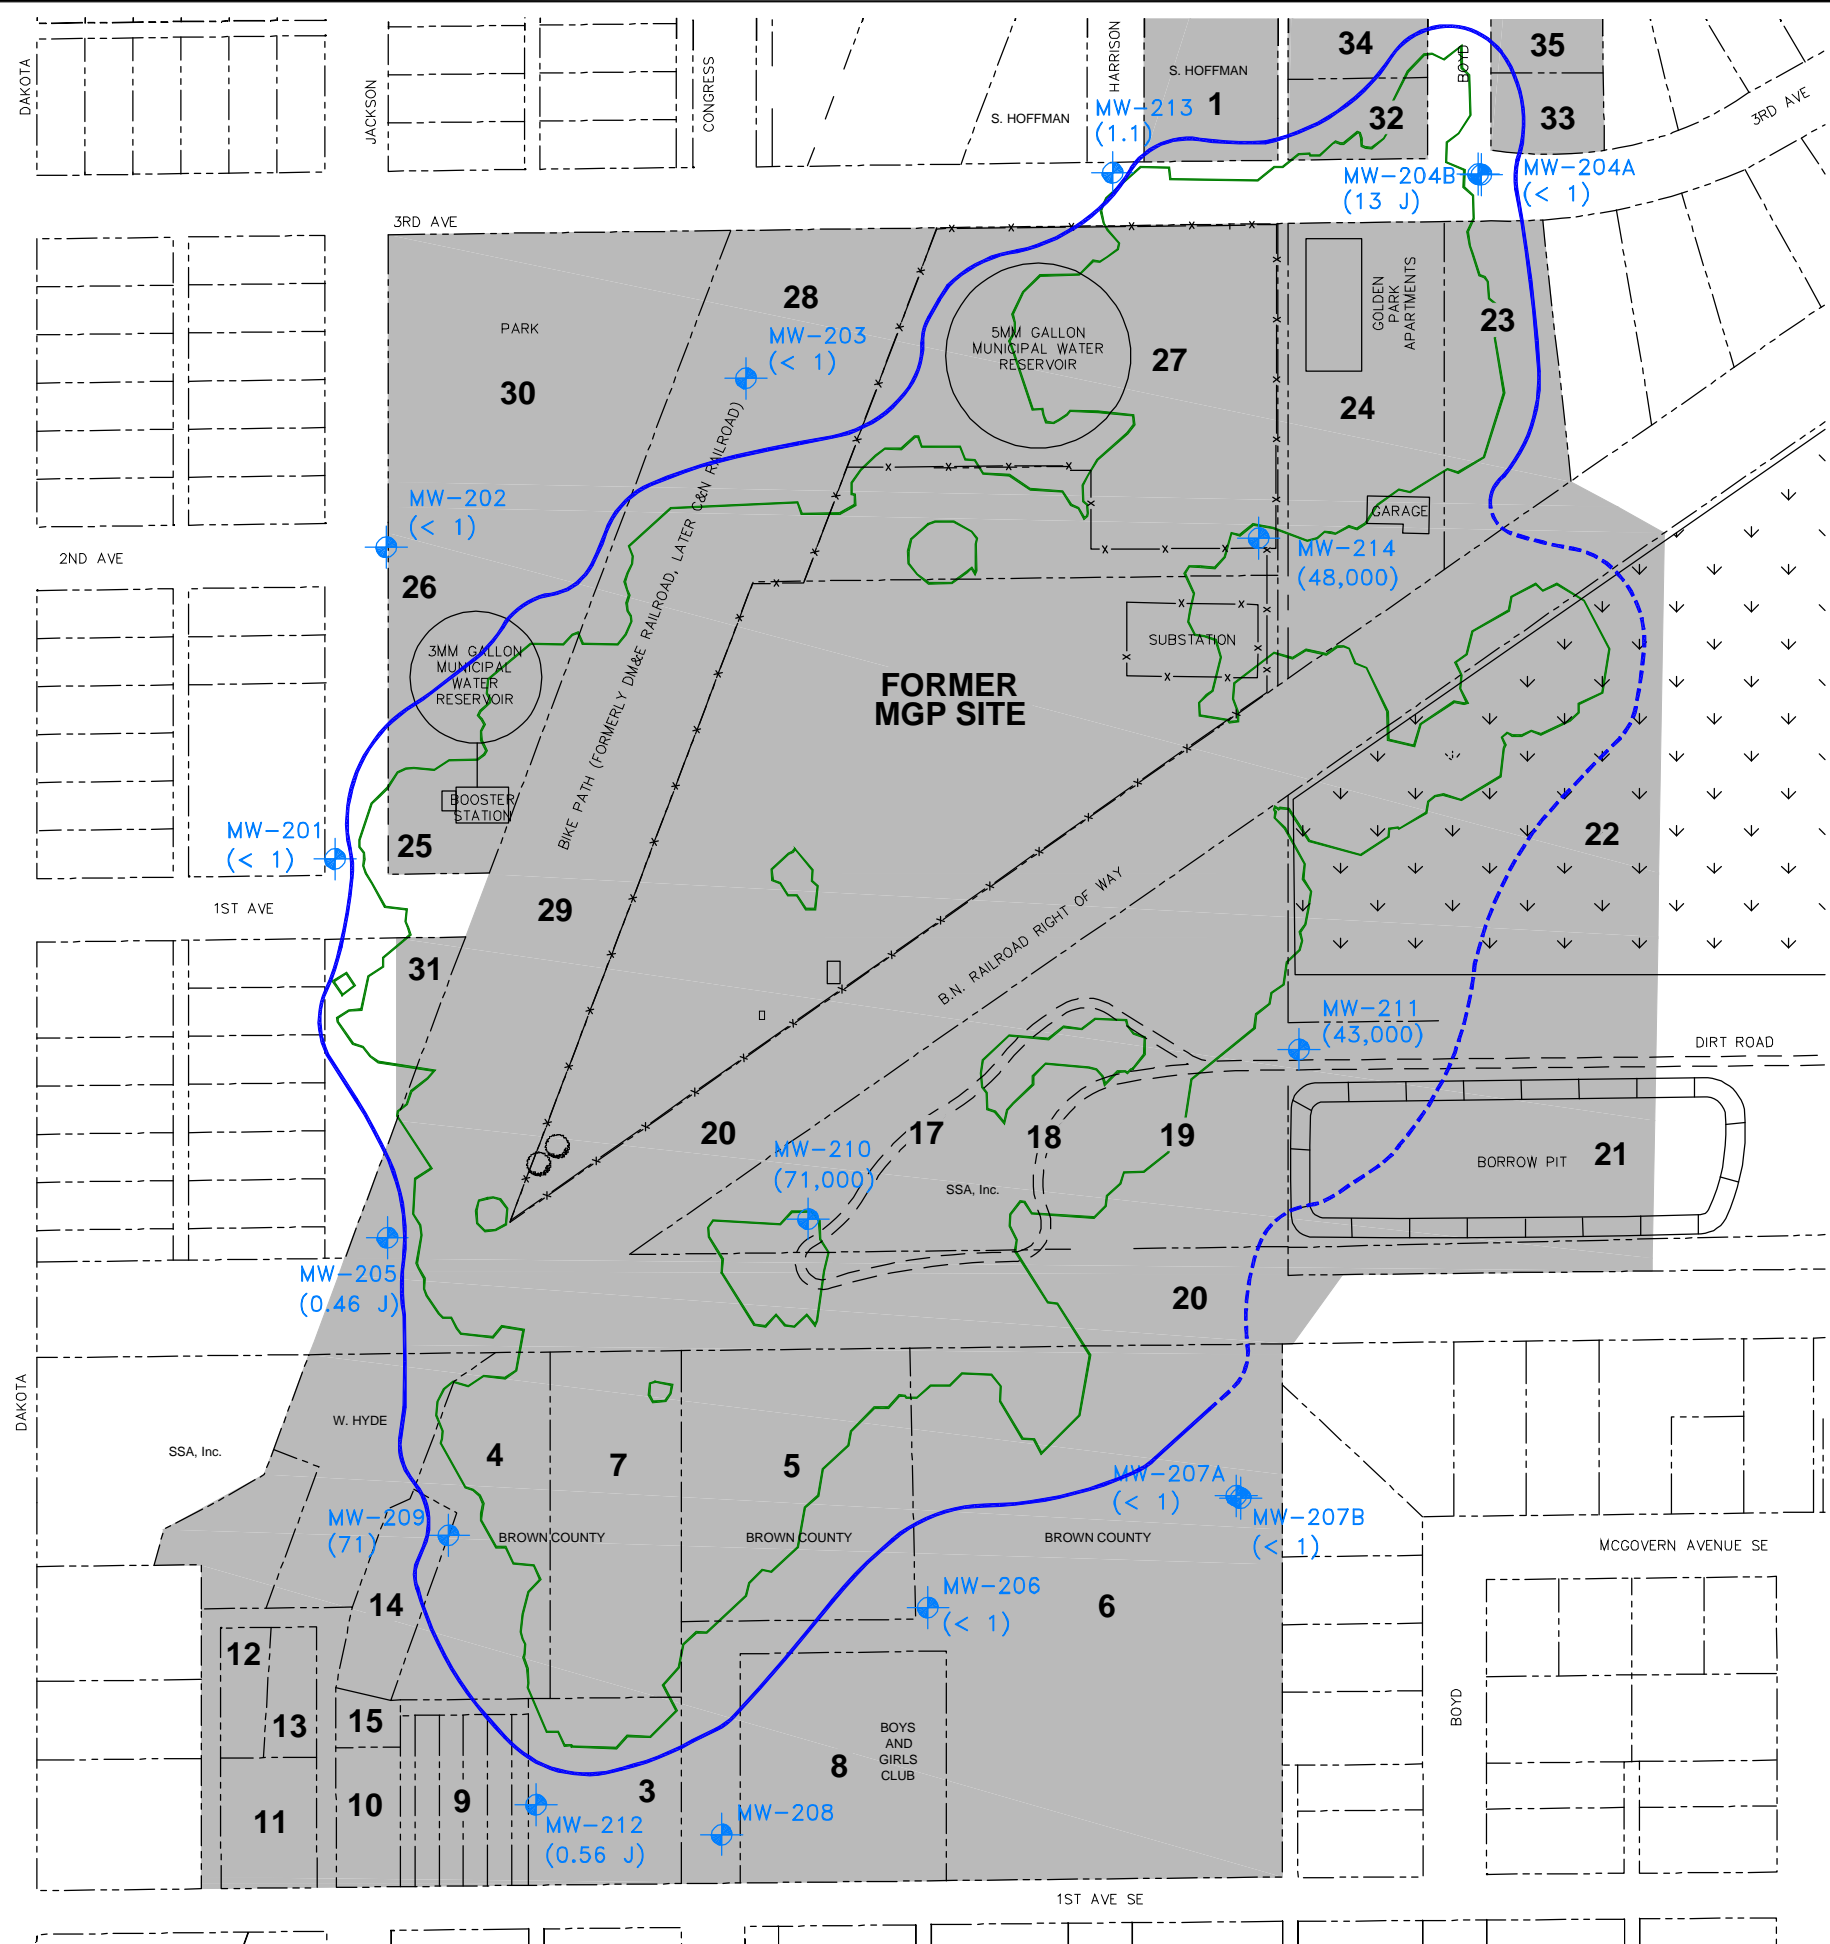 DAKOTA
JACKSON
CONGRESS
HARRISON
S. HOFFMAN
S. HOFFMAN
1
34
32
BOYD
35
33
3RD AVE
MW-213
(1.1)
MW-204B
(13 J)
MW-204A
(< 1)
3RD AVE
PARK
30
28
MW-203
(< 1)
5MM GALLON
MUNICIPAL WATER
RESERVOIR
27
GOLDEN
PARK
APARTMENTS
24
23
MW-202
(< 1)
2ND AVE
26
GARAGE
MW-214
(48,000)
SUBSTATION
3MM GALLON
MUNICIPAL
WATER
RESERVOIR
BIKE PATH (FORMERLY DM&E RAILROAD, LATER C&N RAILROAD)
FORMER
MGP SITE
BOOSTER
STATION
MW-201
(< 1)
25
22
1ST AVE
29
31
B.N. RAILROAD RIGHT OF WAY
MW-211
(43,000)
DIRT ROAD
20
17
18
19
MW-210
(71,000)
SSA, Inc.
BORROW PIT
21
MW-205
(0.46 J)
20
DAKOTA
W. HYDE
SSA, Inc.
4
7
5
MW-207A
(< 1)
MW-207B
(< 1)
MW-209
(71)
BROWN COUNTY
BROWN COUNTY
BROWN COUNTY
MCGOVERN AVENUE SE
MW-206
(< 1)
6
14
12
13
15
BOYD
BOYS
AND
GIRLS
CLUB
8
3
9
10
11
MW-212
(0.56 J)
MW-208
1ST AVE SE